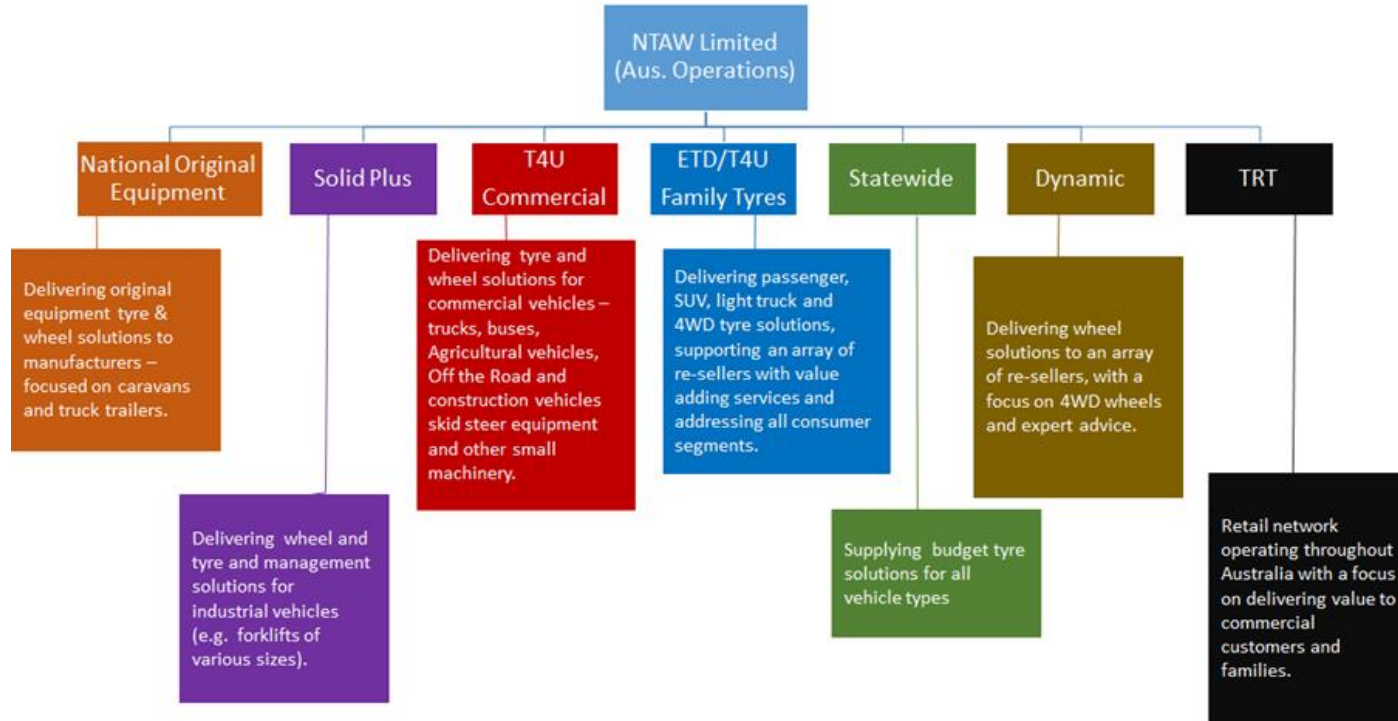 NTAW Limited
(Aus. Operations)
National Original
Equipment
Solid Plus
T4U
Commercial
ETD/T4U
Family Tyres
Statewide
Dynamic
TRT
Delivering original
equipment tyre &
wheel solutions to
manufacturers –
focused on caravans
and truck trailers.
Delivering wheel and
tyre and management
solutions for
industrial vehicles
(e.g. forklifts of
various sizes).
Delivering tyre and
wheel solutions for
commercial vehicles –
trucks, buses,
Agricultural vehicles,
Off the Road and
construction vehicles
skid steer equipment
and other small
machinery.
Delivering passenger,
SUV, light truck and
4WD tyre solutions,
supporting an array of
re-sellers with value
adding services and
addressing all consumer
segments.
Supplying budget tyre
solutions for all
vehicle types
Delivering wheel
solutions to an array
of re-sellers, with a
focus on 4WD wheels
and expert advice.
Retail network
operating throughout
Australia with a focus
on delivering value to
commercial
customers and
families.